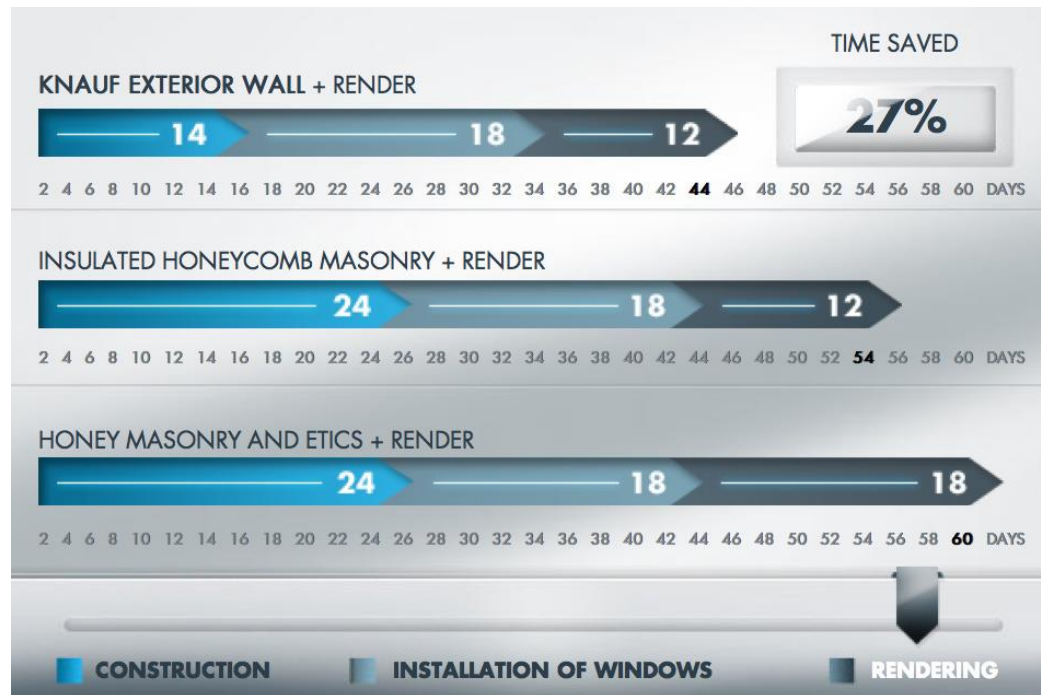 TIME SAVED
27%
KNAUF EXTERIOR WALL + RENDER
14 18 12
2 4 6 8 10 12 14 16 18 20 22 24 26 28 30 32 34 36 38 40 42 44 46 48 50 52 54 56 58 60 DAYS
INSULATED HONEYCOMB MASONRY + RENDER
24 18 12
2 4 6 8 10 12 14 16 18 20 22 24 26 28 30 32 34 36 38 40 42 44 46 48 50 52 54 56 58 60 DAYS
HONEY MASONRY AND ETICS + RENDER
24 18 18
2 4 6 8 10 12 14 16 18 20 22 24 26 28 30 32 34 36 38 40 42 44 46 48 50 52 54 56 58 60 DAYS
CONSTRUCTION INSTALLATION OF WINDOWS RENDERING